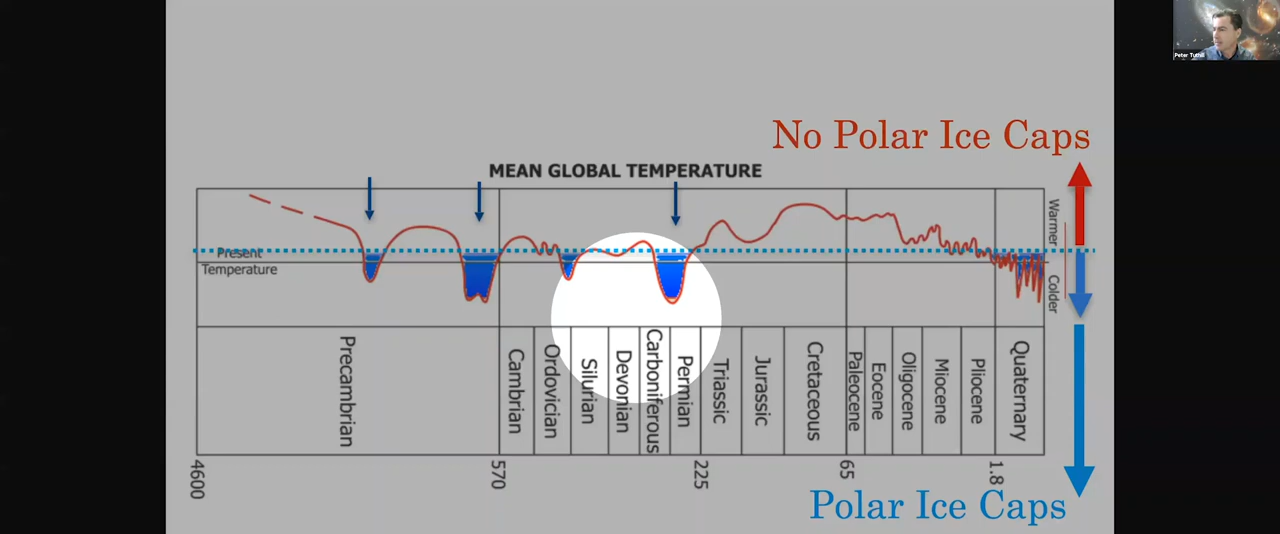 Peter Tuthill
No Polar Ice Caps
MEAN GLOBAL TEMPERATURE
Warmer
Present
Temperature
Colder
Precambrian
Cambrian
Ordovician
Silurian
Devonian
Carboniferous
Permian
Triassic
Jurassic
Cretaceous
Paleocene
Eocene
Oligocene
Miocene
Pliocene
Quaternary
4600
570
225
65
1.8
Polar Ice Caps